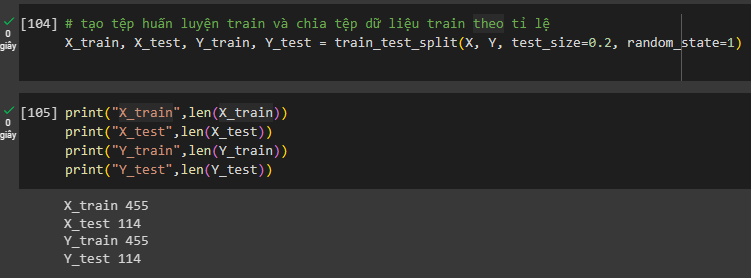 [104] # tạo tệp huấn luyện train và chia tệp dữ liệu train theo tỉ lệ
0
giây
X_train, X_test, Y_train, Y_test = train_test_split(X, Y, test_size=0.2, random_state=1)
[105] print("X_train",len(X_train))
0
giây
print("X_test",len(X_test))
print("Y_train",len(Y_train))
print("Y_test",len(Y_test))
X_train 455
X_test 114
Y_train 455
Y_test 114